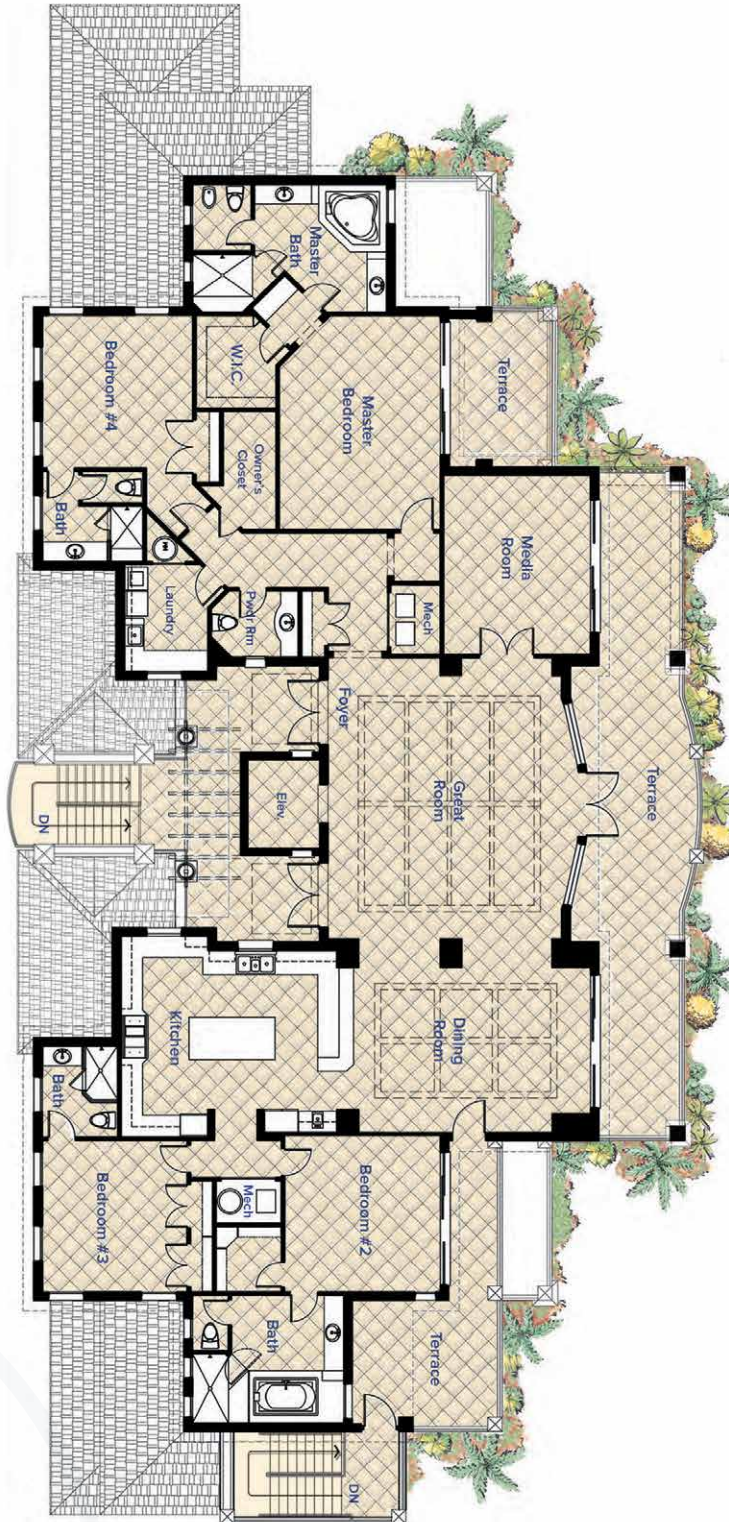 Terrace
Media
Room
Great
Room
Dining
Room
Terrace
Terrace
Master
Bath
Master
Bedroom
Mech
Foyer
Elev.
Bedroom #2
W.I.C.
Owner's
Closet
Pwdr Rm
Kitchen
Mech
Bath
Bedroom #4
Bath
Laundry
DN
Bath
Bedroom #3
DN